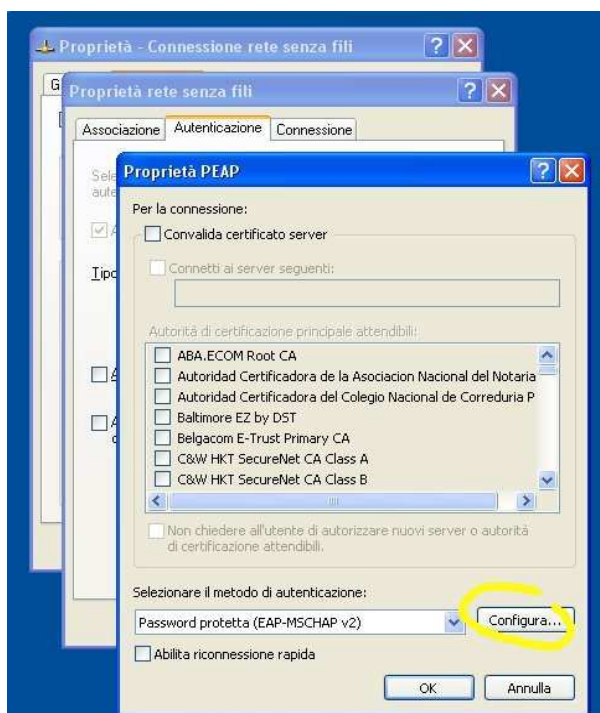 Proprietà - Connessione rete senza fili
G
Proprietà rete senza fili
Associazione Autenticazione Connessione
Sele
aute
Tipo
Proprietà PEAP
Per la connessione:
Convalida certificato server
Connetti ai server seguenti:
Autorità di certificazione principale attendibili:
ABA.ECOM Root CA
Autoridad Certificadora de la Asociacion Nacional del Notaria
Autoridad Certificadora del Colegio Nacional de Correduria P
Baltimore EZ by DST
Belgacom E-Trust Primary CA
C&W HKT SecureNet CA Class A
C&W HKT SecureNet CA Class B
Non chiedere all'utente di autorizzare nuovi server o autorità
di certificazione attendibili.
Selezionare il metodo di autenticazione:
Password protetta (EAP-MSCHAP v2) Configura...
Abilita riconnessione rapida
OK Annulla